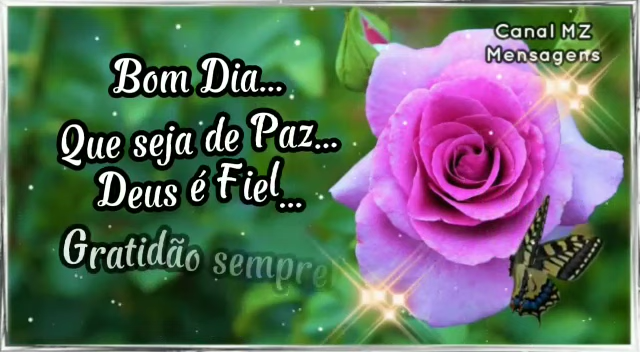 Canal MZ
Mensagens
Bom Dia...
Que seja de Paz...
Deus é Fiel...
Gratidão sempre